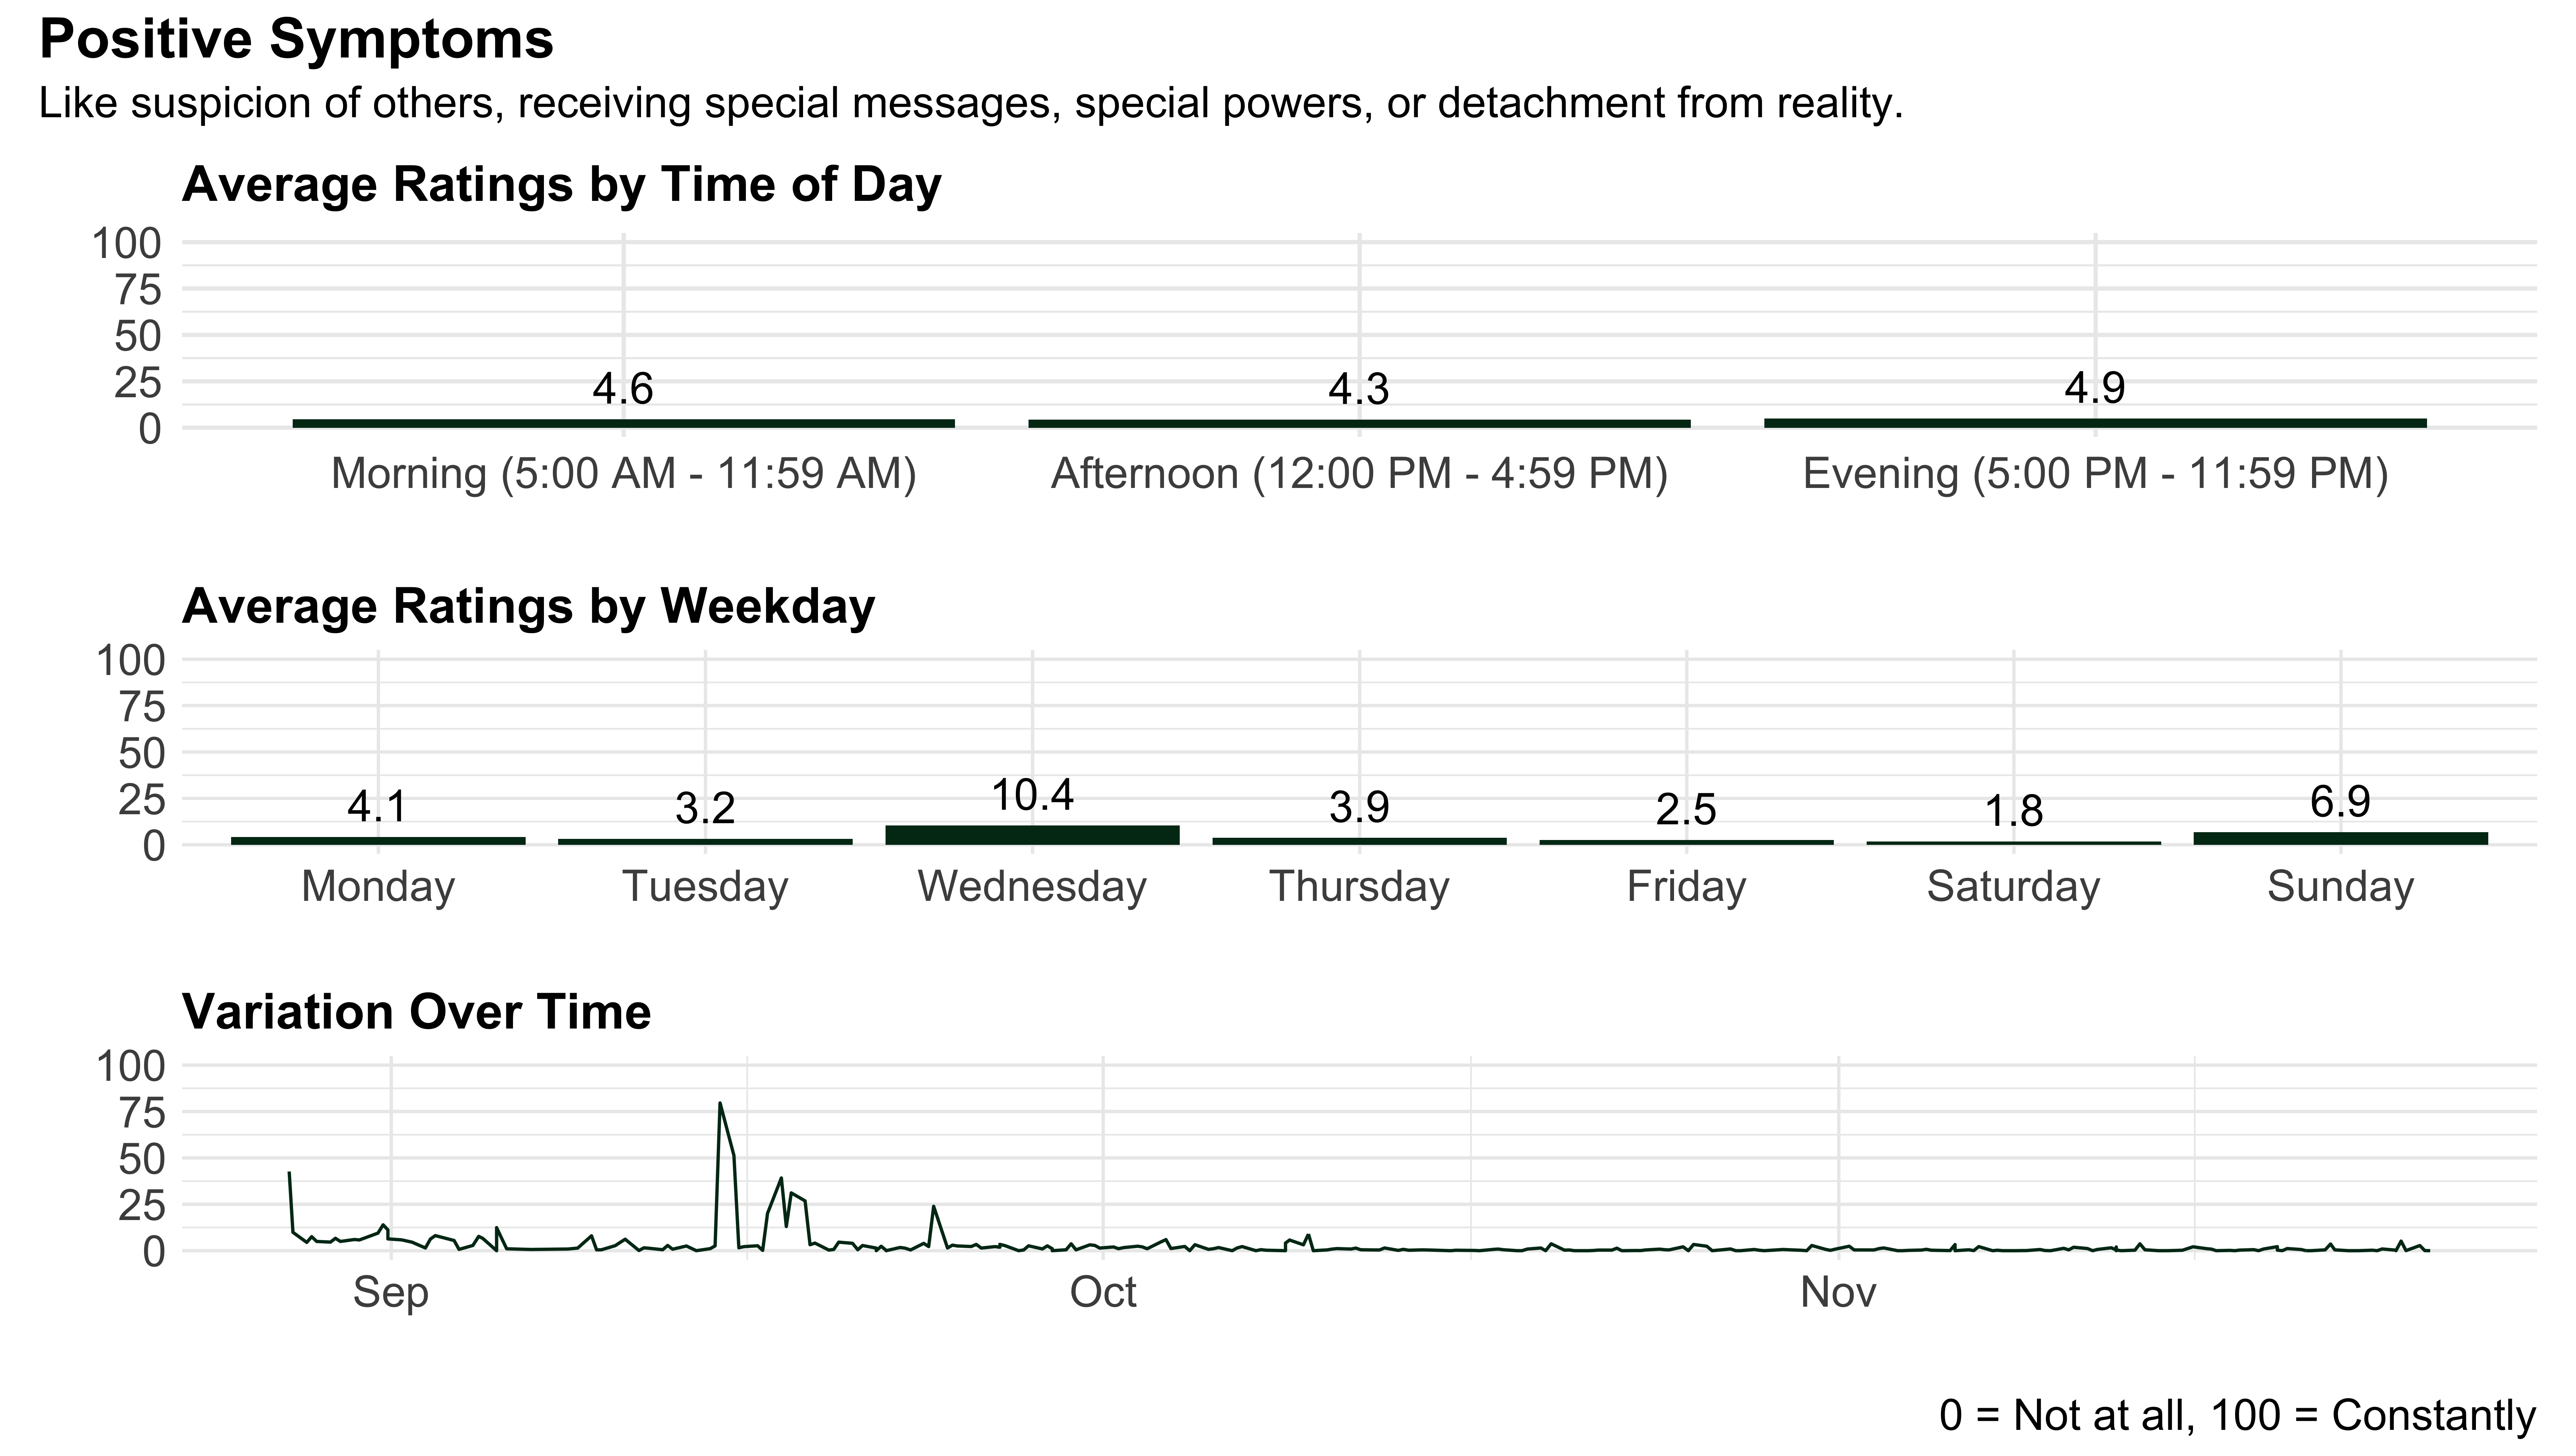 Positive Symptoms
Like suspicion of others, receiving special messages, special powers, or detachment from reality.
Average Ratings by Time of Day
100
75
50
25
0
4.6 4.3 4.9
Morning (5:00 AM - 11:59 AM) Afternoon (12:00 PM - 4:59 PM) Evening (5:00 PM - 11:59 PM)
Average Ratings by Weekday
100
75
50
25
0
4.1 3.2 10.4 3.9 2.5 1.8 6.9
Monday Tuesday Wednesday Thursday Friday Saturday Sunday
Variation Over Time
100
75
50
25
0
Sep Oct Nov
0 = Not at all, 100 = Constantly